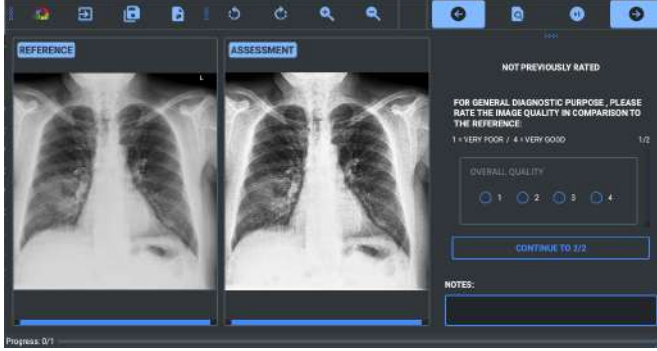 REFERENCE
L
ASSESSMENT
NOT PREVIOUSLY RATED
FOR GENERAL DIAGNOSTIC PURPOSE , PLEASE
RATE THE IMAGE QUALITY IN COMPARISON TO
THE REFERENCE:
1 = VERY POOR / 4 = VERY GOOD 1/2
OVERALL QUALITY
1 2 3 4
CONTINUE TO 2/2
NOTES:
Progress: 0/1